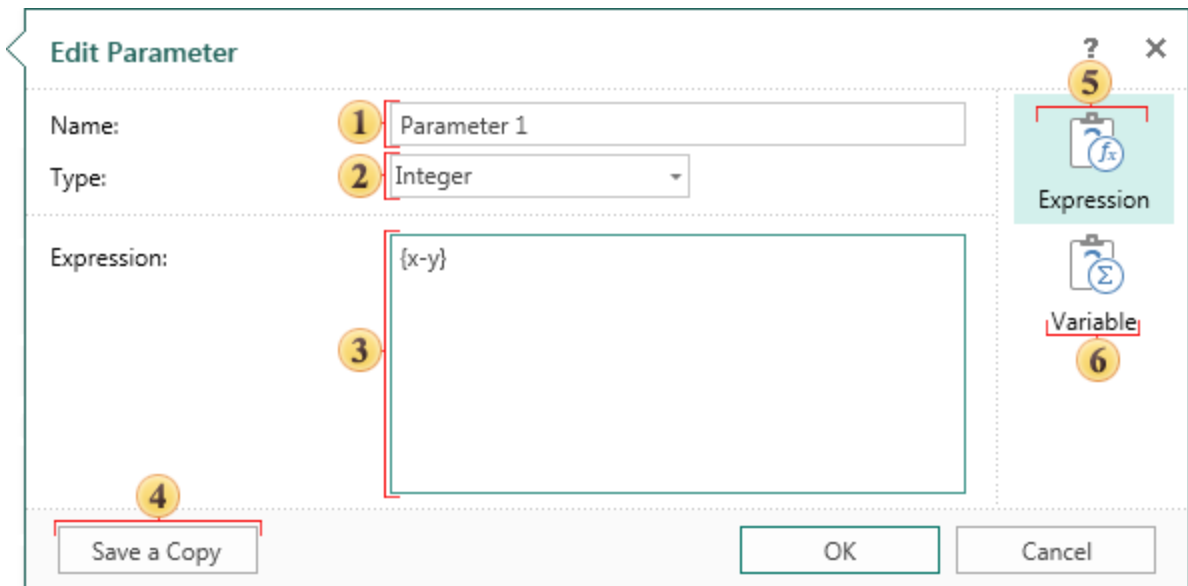 Edit Parameter ? ×
5
Name: 1 Parameter 1
Type: 2 Integer
fx
Expression
Expression: {x-y}
Σ
Variable
3
6
4
Save a Copy OK Cancel